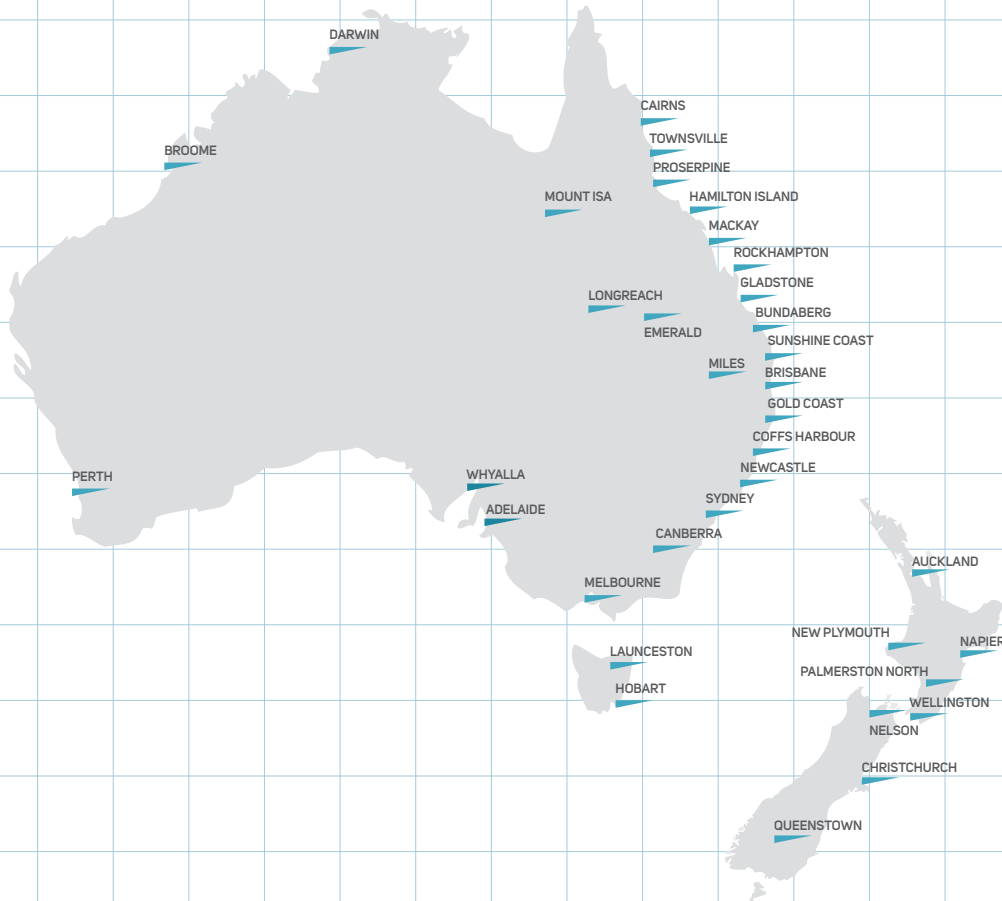 DARWIN
CAIRNS
TOWNSVILLE
BROOME
PROSERPINE
MOUNT ISA
HAMILTON ISLAND
MACKAY
ROCKHAMPTON
GLADSTONE
LONGREACH
BUNDABERG
EMERALD
SUNSHINE COAST
MILES
BRISBANE
GOLD COAST
COFFS HARBOUR
NEWCASTLE
WHYALLA
PERTH
SYDNEY
ADELAIDE
CANBERRA
AUCKLAND
MELBOURNE
NEW PLYMOUTH
NAPIER
LAUNCESTON
PALMERSTON NORTH
HOBART
WELLINGTON
NELSON
CHRISTCHURCH
QUEENSTOWN